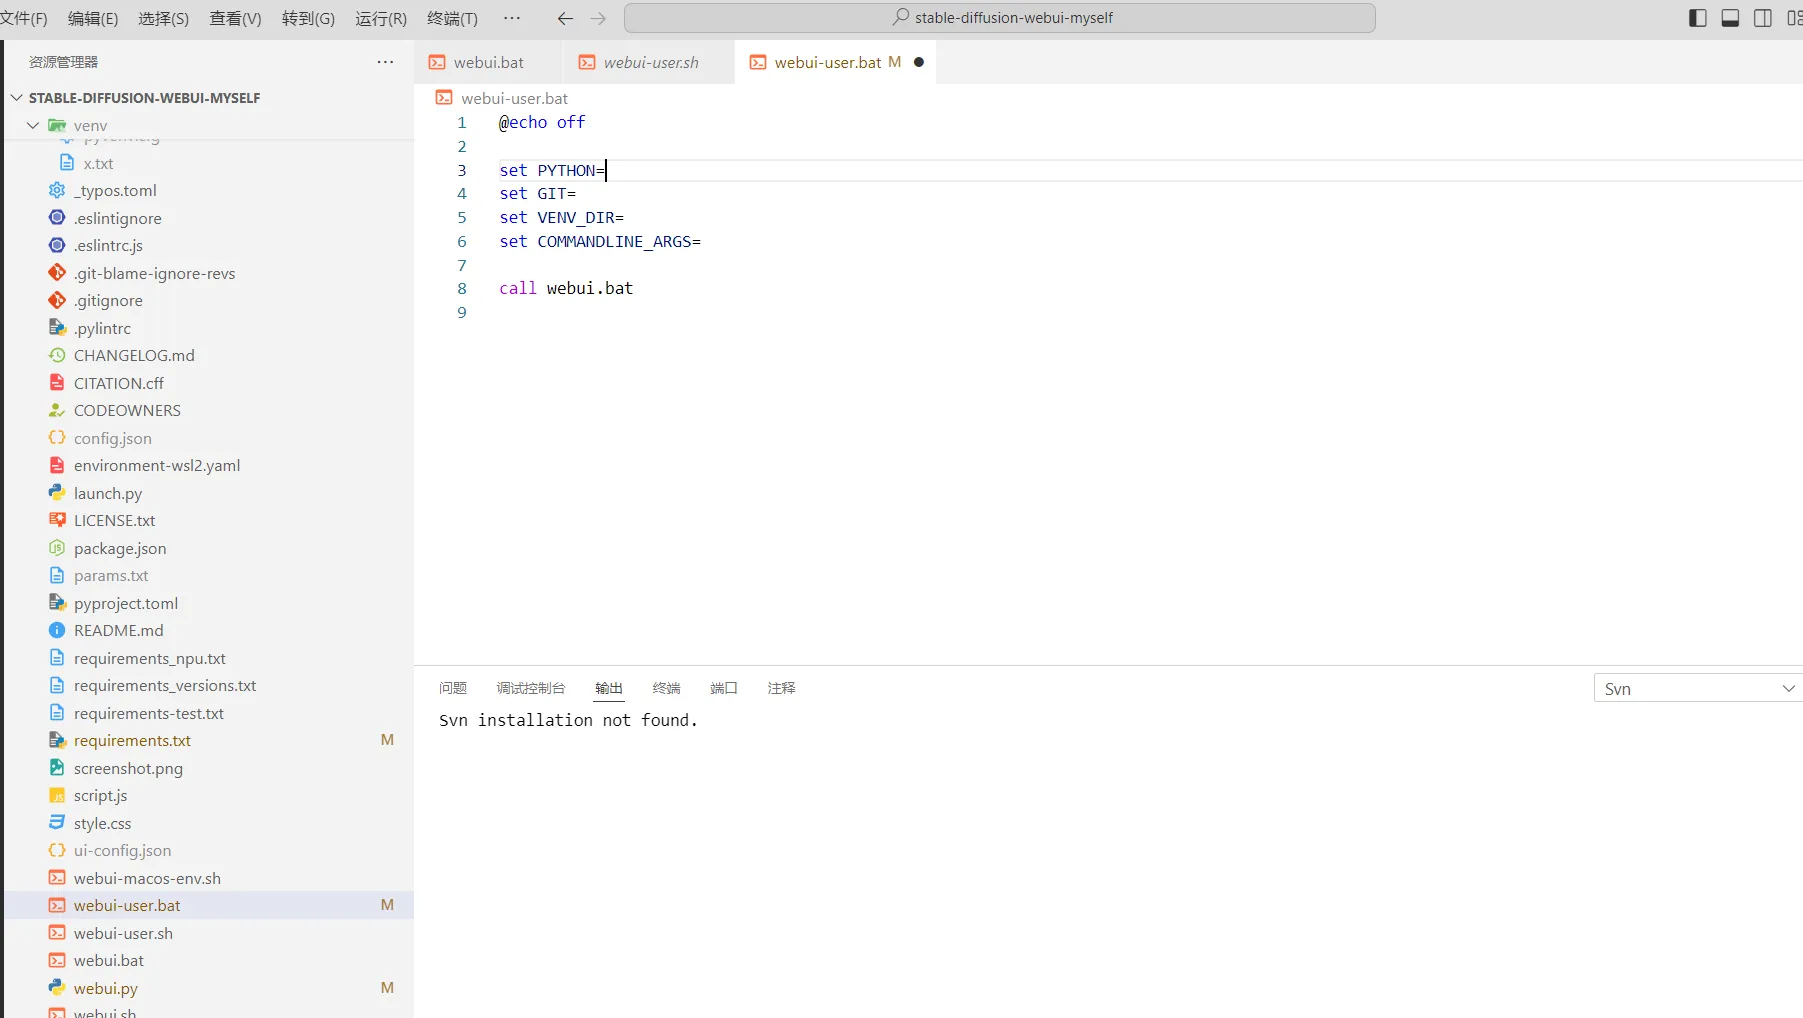 文件(F) 编辑(E) 选择(S) 查看(V) 转到(G) 运行(R) 终端(T) ··· stable-diffusion-webui-myself
资源管理器 ···
STABLE-DIFFUSION-WEBUI-MYSELF
venv
x.txt
_typos.toml
.eslintignore
.eslintrc.js
.git-blame-ignore-revs
.gitignore
.pylintrc
CHANGELOG.md
CITATION.cff
CODEOWNERS
config.json
environment-wsl2.yaml
launch.py
LICENSE.txt
package.json
params.txt
pyproject.toml
README.md
requirements_npu.txt
requirements_versions.txt
requirements-test.txt
requirements.txt M
screenshot.png
script.js
style.css
ui-config.json
webui-macos-env.sh
webui-user.bat M
webui-user.sh
webui.bat
webui.py M
webui.sh
webui.bat webui-user.sh webui-user.bat M
webui-user.bat
1 @echo off
2
3 set PYTHON=
4 set GIT=
5 set VENV_DIR=
6 set COMMANDLINE_ARGS=
7
8 call webui.bat
9
问题 调试控制台 输出 终端 端口 注释 Svn
Svn installation not found.